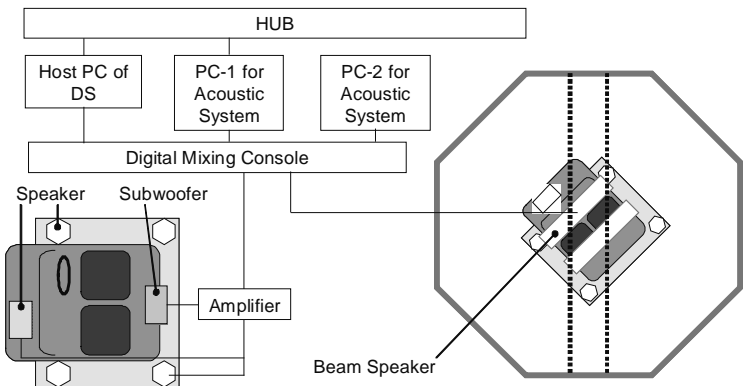 HUB
Host PC of
DS
PC-1 for
Acoustic
System
PC-2 for
Acoustic
System
Digital Mixing Console
Speaker
Subwoofer
Amplifier
Beam Speaker